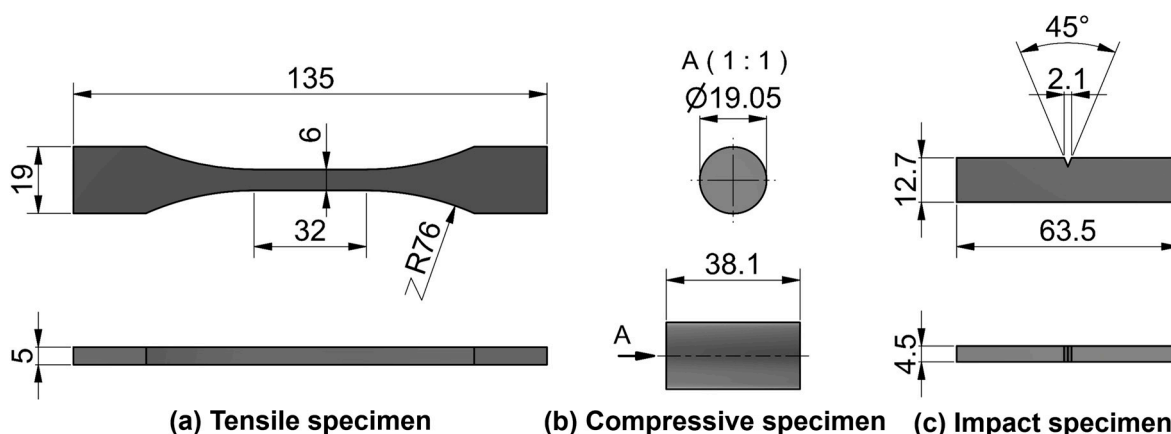 135
19
6
32
R76
5
(a) Tensile specimen
A ( 1 : 1 )
Ø19.05
38.1
A
(b) Compressive specimen
45°
2.1
12.7
63.5
4.5
(c) Impact specimen